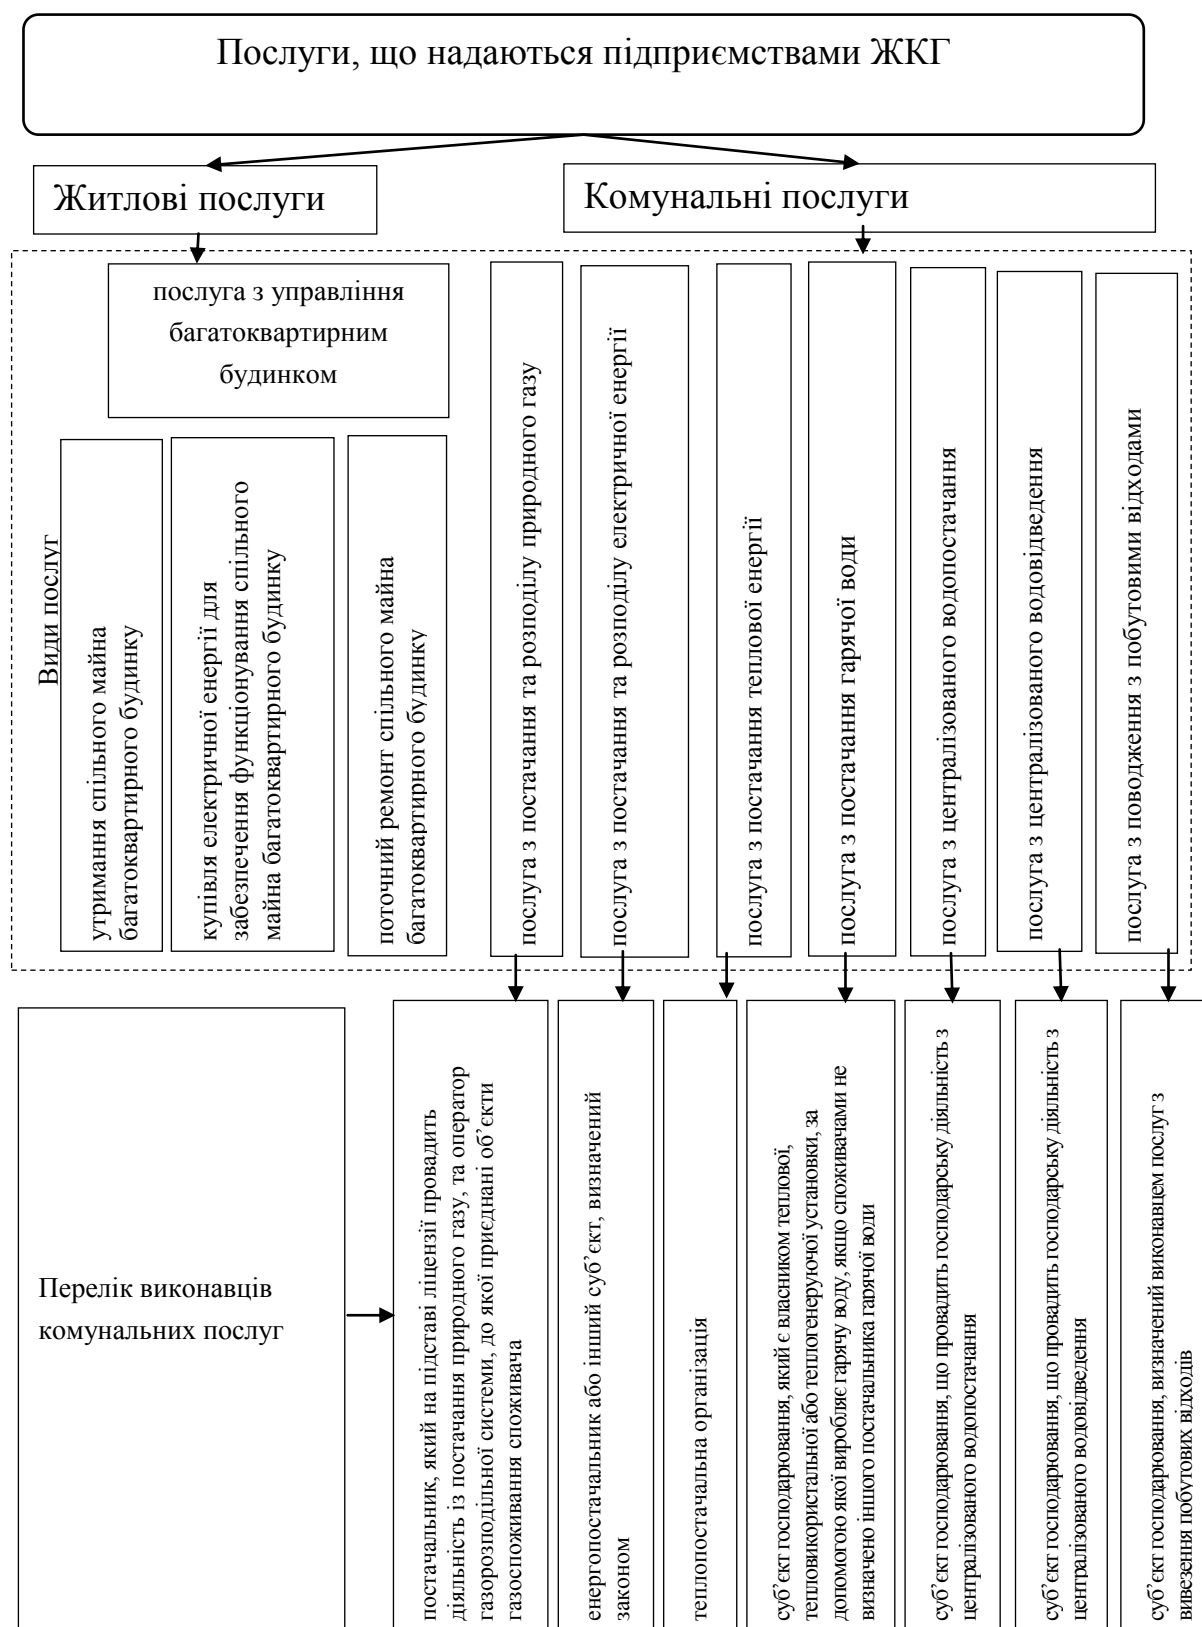 Послуги, що надаються підприємствами ЖКГ
Житлові послуги
Комунальні послуги
Види послуг
послуга з управління
багатоквартирним
будинком
утримання спільного майна
багатоквартирного будинку
купівля електричної енергії для
забезпечення функціонування спільного
майна багатоквартирного будинку
поточний ремонт спільного майна
багатоквартирного будинку
послуга з постачання та розподілу природного газу
послуга з постачання та розподілу електричної енергії
послуга з постачання теплової енергії
послуга з постачання гарячої води
послуга з централізованого водопостачання
послуга з централізованого водовідведення
послуга з поводження з побутовими відходами
Перелік виконавців
комунальних послуг
постачальник, який на підставі ліцензії провадить
діяльність із постачання природного газу, та оператор
газорозподільної системи, до якої приєднані об’єкти
газоспоживання споживача
енергопостачальник або інший суб’єкт, визначений
законом
теплопостачальна організація
суб’єкт господарювання, який є власником теплової,
тепловикористальної або теплогенеруючої установки, за
допомогою якої виробляє гарячу воду, якщо споживачами не
визначено іншого постачальника гарячої води
суб’єкт господарювання, що провадить господарську діяльність з
централізованого водопостачання
суб’єкт господарювання, що провадить господарську діяльність з
централізованого водовідведення
суб’єкт господарювання, визначений виконавцем послуг з
вивезення побутових відходів